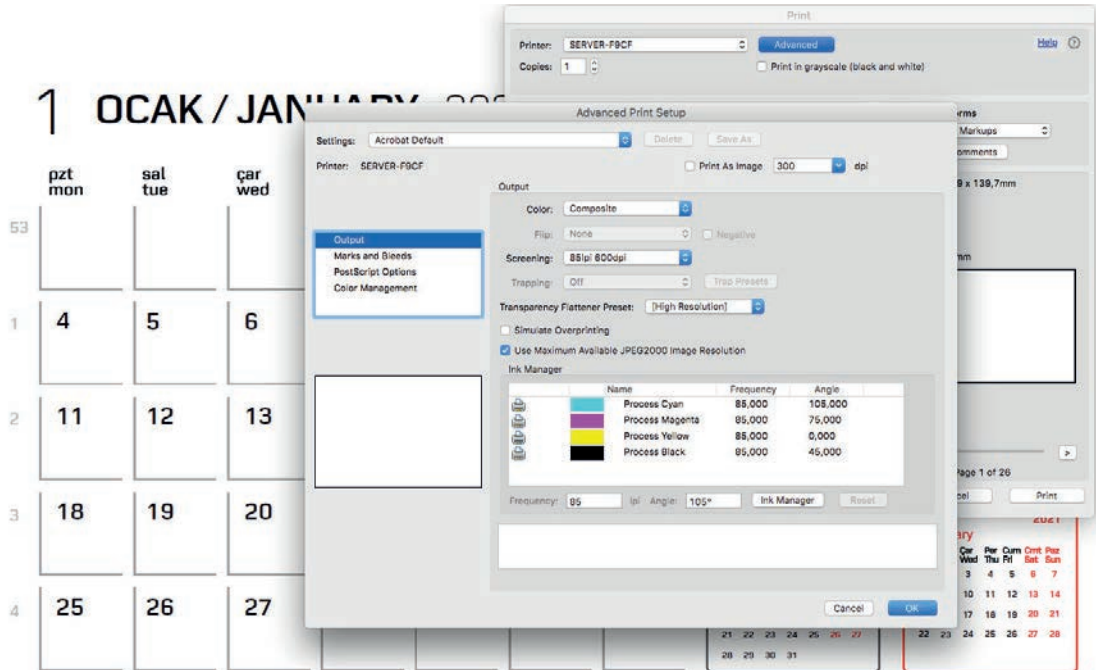 Print
Printer: SERVER-F9CF Advanced Help
Copies: 1 Print in grayscale (black and white)
1 OCAK / JANUARY
Advanced Print Setup
Settings: Acrobat Default Delete Save As
Printer: SERVER-F9CF Print As Image 300 dpi
Markups
9 x 139,7mm
mm
Output
Marks and Bleeds
PostScript Options
Color Management
Output
Color: Composite
Flip: None Negative
Screening: 85lpi 600dpi
Trapping: Off Trap Presets
Transparency Flattener Preset: [High Resolution]
Simulate Overprinting
Use Maximum Available JPEG2000 Image Resolution
Ink Manager
Name Frequency Angle
Process Cyan 85,000 105,000
Process Magenta 85,000 75,000
Process Yellow 85,000 0,000
Process Black 85,000 45,000
Frequency: 85 lpi Angle: 105° Ink Manager Reset
Cancel OK
Page 1 of 26
Print
pzt sal çar
mon tue wed
53
1 4 5 6
2 11 12 13
3 18 19 20
4 25 26 27
21 22 23 24 25 26 27
28 29 30 31
2021
Çar Per Cum Cmt Paz
Wed Thu Fri Sat Sun
3 4 5 6 7
10 11 12 13 14
17 18 19 20 21
22 23 24 25 26 27 28